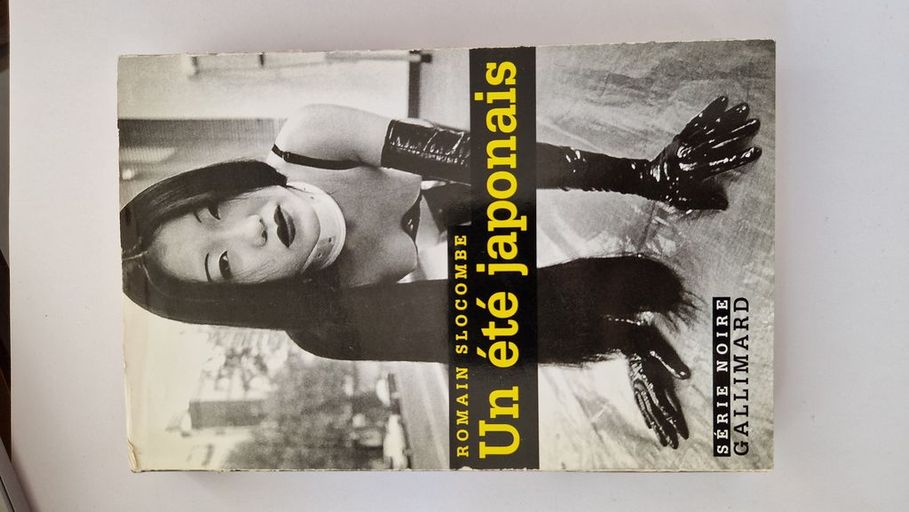 ROMAIN SLOCOMBE
Un été japonais
SÉRIE NOIRE
GALLIMARD